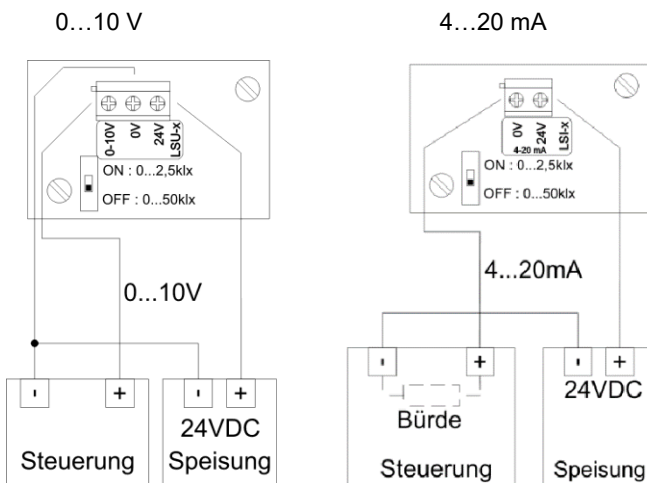 0…10 V
0-10V
0V
24V
LSU-x
ON : 0...2,5klx
OFF : 0...50klx
0...10V
- +
- +
24VDC
Steuerung
Speisung
4…20 mA
0V
24V
4-20 mA
LSI-x
ON : 0...2,5klx
OFF : 0...50klx
4...20mA
- +
- +
24VDC
Bürde
Steuerung
Speisung